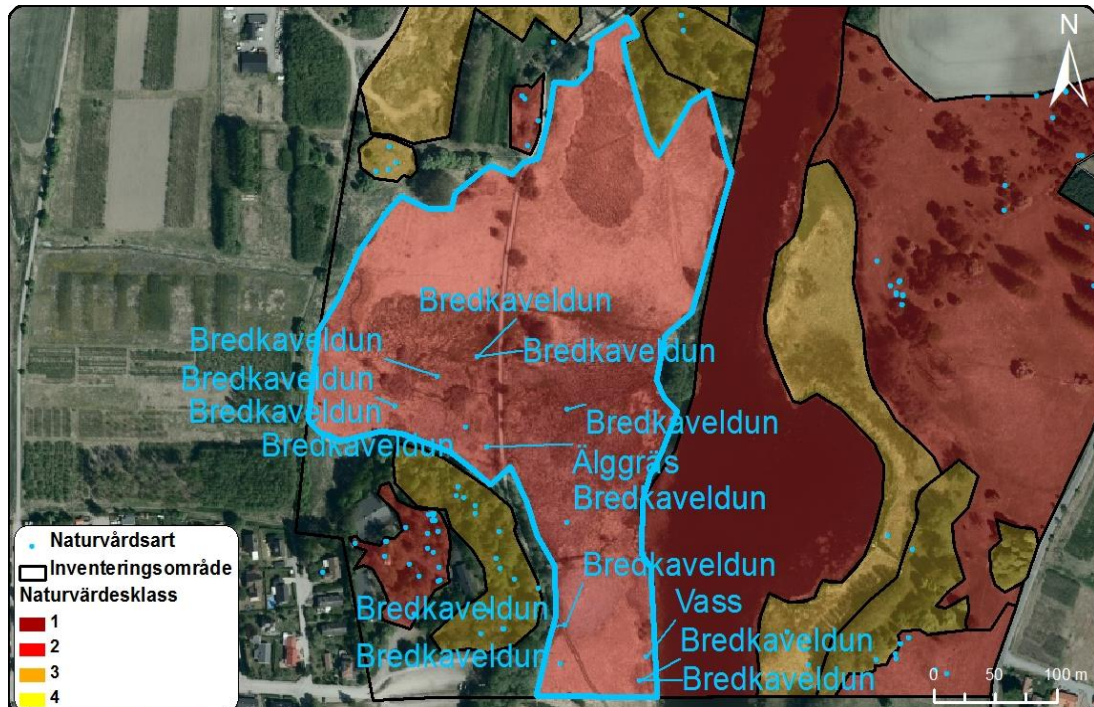 N
Bredkaveldun
Bredkaveldun
Bredkaveldun
Bredkaveldun
Bredkaveldun
Bredkaveldun
Bredkaveldun
Älggräs
Bredkaveldun
Bredkaveldun
Vass
Bredkaveldun
Bredkaveldun
Bredkaveldun
Bredkaveldun
Naturvårdsart
Inventeringsområde
Naturvärdesklass
1
2
3
4
0 50 100 m